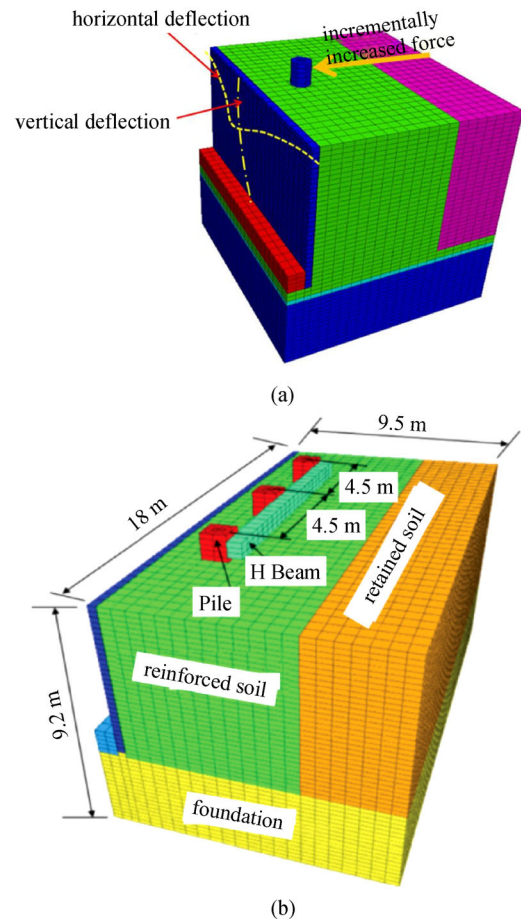 horizontal deflection
incrementally
increased force
vertical deflection
(a)
9.5 m
18 m
4.5 m
4.5 m
H Beam
Pile
retained soil
reinforced soil
9.2 m
foundation
(b)